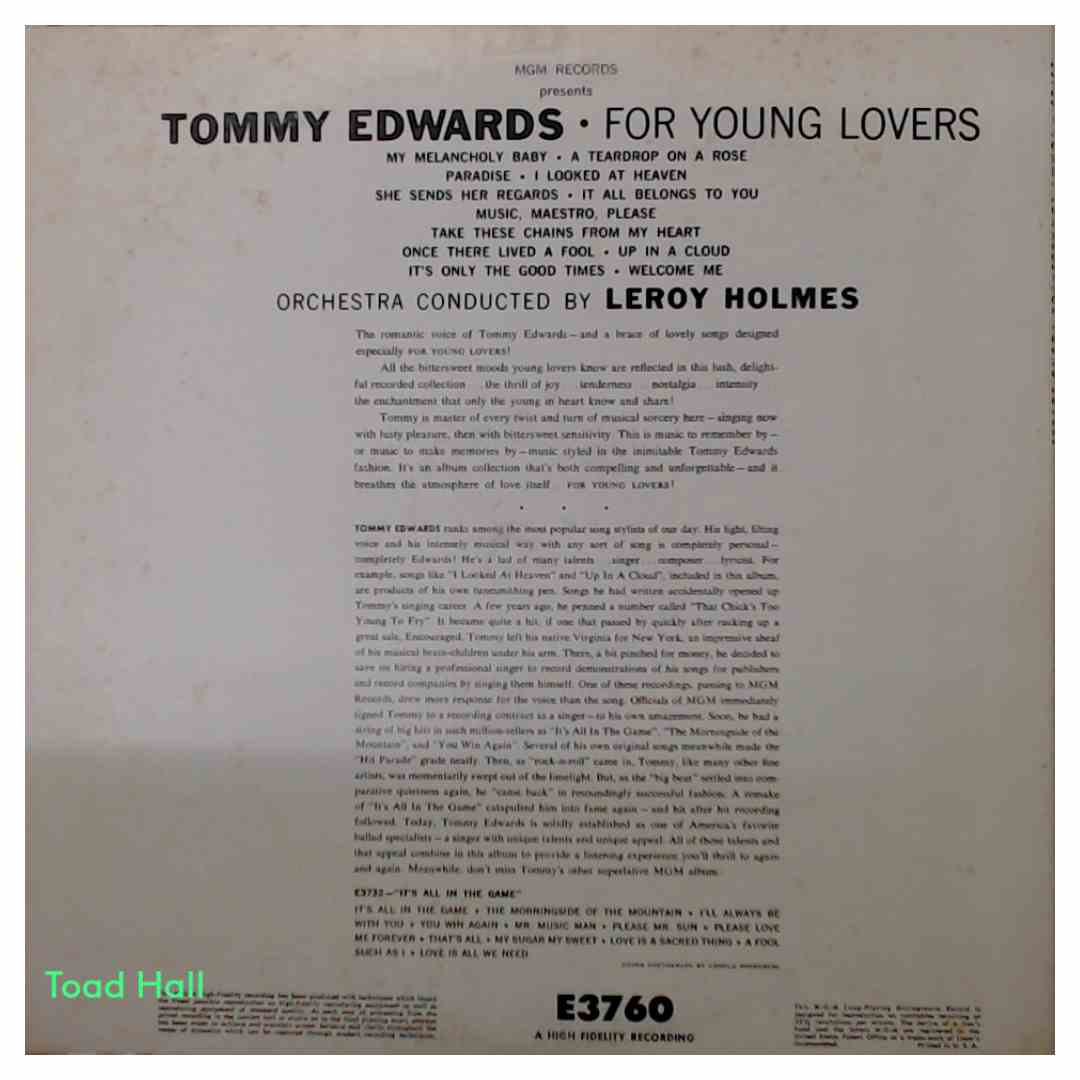 MGM RECORDS
presents
TOMMY EDWARDS · FOR YOUNG LOVERS
MY MELANCHOLY BABY • A TEARDROP ON A ROSE
PARADISE • I LOOKED AT HEAVEN
SHE SENDS HER REGARDS • IT ALL BELONGS TO YOU
MUSIC, MAESTRO, PLEASE
TAKE THESE CHAINS FROM MY HEART
ONCE THERE LIVED A FOOL • UP IN A CLOUD
IT'S ONLY THE GOOD TIMES • WELCOME ME
ORCHESTRA CONDUCTED BY LEROY HOLMES
The romantic voice of Tommy Edwards—and a brace of lovely songs designed
especially FOR YOUNG LOVERS!
All the bittersweet moods young lovers know are reflected in this lush, delight-
ful recorded collection . . . the thrill of joy . . . tenderness . . . nostalgia . . . intensity
the enchantment that only the young in heart know and share!
Tommy is master of every twist and turn of musical sorcery here—singing now
with lusty pleasure, then with bittersweet sensitivity. This is music to remember by—
or music to make memories by—music styled in the inimitable Tommy Edwards
fashion. It's an album collection that's both compelling and unforgettable—and it
breathes the atmosphere of love itself . . . FOR YOUNG LOVERS!
. . .
TOMMY EDWARDS ranks among the most popular song stylists of our day. His light, lilting
voice and his intensely musical way with any sort of song is completely personal—
completely Edwards! He's a lad of many talents . . . singer . . . composer . . . lyricist. For
example, songs like "I Looked At Heaven" and "Up In A Cloud", included in this album,
are products of his own tunesmithing pen. Songs he had written accidentally opened up
Tommy's singing career. A few years ago, he penned a number called "That Chick's Too
Young To Fry". It became quite a hit, if one that passed by quickly after racking up a
great sale. Encouraged, Tommy left his native Virginia for New York, an impressive sheaf
of his musical brain-children under his arm. There, a bit pinched for money, he decided to
save on hiring a professional singer to record demonstrations of his songs for publishers
and record companies by singing them himself. One of these recordings, passing to MGM
Records, drew more response for the voice than the song. Officials of MGM immediately
signed Tommy to a recording contract as a singer—to his own amazement. Soon, he had a
string of big hits in such million-sellers as "It's All In The Game", "The Morningside of the
Mountain", and "You Win Again". Several of his own original songs meanwhile made the
"Hit Parade" grade neatly. Then, as "rock-n-roll" came in, Tommy, like many other fine
artists, was momentarily swept out of the limelight. But, as the "big beat" settled into com-
parative quietness again, he "came back" in resoundingly successful fashion. A remake
of "It's All In The Game" catapulted him into fame again—and hit after hit recording
followed. Today, Tommy Edwards is solidly established as one of America's favorite
ballad specialists—a singer with unique talents and unique appeal. All of those talents and
that appeal combine in this album to provide a listening experience you'll thrill to again
and again. Meanwhile, don't miss Tommy's other superlative MGM album:
E3732—"IT'S ALL IN THE GAME"
IT'S ALL IN THE GAME • THE MORNINGSIDE OF THE MOUNTAIN • I'LL ALWAYS BE
WITH YOU • YOU WIN AGAIN • MR. MUSIC MAN • PLEASE MR. SUN • PLEASE LOVE
ME FOREVER • THAT'S ALL • MY SUGAR MY SWEET • LOVE IS A SACRED THING • A FOOL
SUCH AS I • LOVE IS ALL WE NEED
COVER PHOTOGRAPH BY
Toad Hall
E3760
A HIGH FIDELITY RECORDING
Printed in U. S. A.